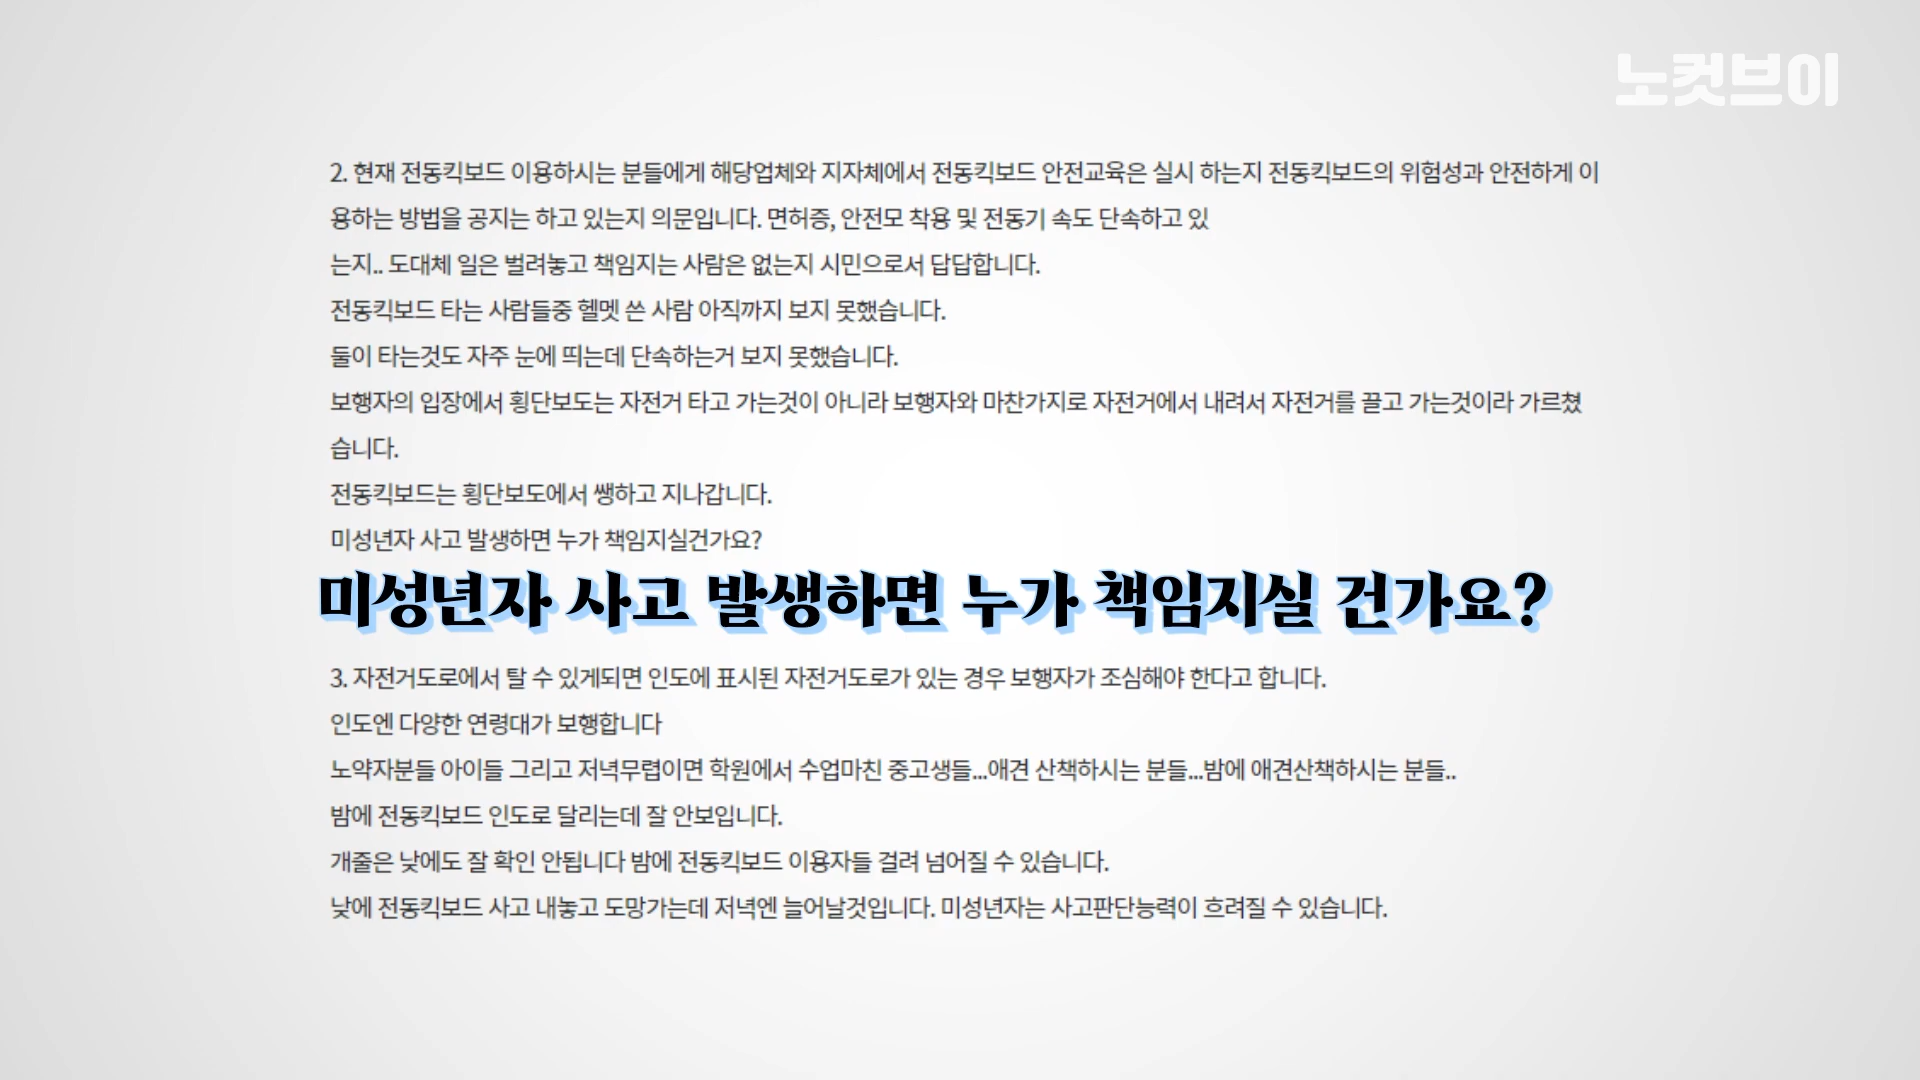 노컷브이
2. 현재 전동킥보드 이용하시는 분들에게 해당업체와 지자체에서 전동킥보드 안전교육은 실시 하는지 전동킥보드의 위험성과 안전하게 이
용하는 방법을 공지는 하고 있는지 의문입니다. 면허증, 안전모 착용 및 전동기 속도 단속하고 있
는지.. 도대체 일은 벌려놓고 책임지는 사람은 없는지 시민으로서 답답합니다.
전동킥보드 타는 사람들중 헬멧 쓴 사람 아직까지 보지 못했습니다.
둘이 타는것도 자주 눈에 띄는데 단속하는거 보지 못했습니다.
보행자의 입장에서 횡단보도는 자전거 타고 가는것이 아니라 보행자와 마찬가지로 자전거에서 내려서 자전거를 끌고 가는것이라 가르쳤
습니다.
전동킥보드는 횡단보도에서 쌩하고 지나갑니다.
미성년자 사고 발생하면 누가 책임지실건가요?
미성년자 사고 발생하면 누가 책임지실 건가요?
3. 자전거도로에서 탈 수 있게되면 인도에 표시된 자전거도로가 있는 경우 보행자가 조심해야 한다고 합니다.
인도엔 다양한 연령대가 보행합니다
노약자분들 아이들 그리고 저녁무렵이면 학원에서 수업마친 중고생들...애견 산책하시는 분들...밤에 애견산책하시는 분들..
밤에 전동킥보드 인도로 달리는데 잘 안보입니다.
개줄은 낮에도 잘 확인 안됩니다 밤에 전동킥보드 이용자들 걸려 넘어질 수 있습니다.
낮에 전동킥보드 사고 내놓고 도망가는데 저녁엔 늘어날것입니다. 미성년자는 사고판단능력이 흐려질 수 있습니다.